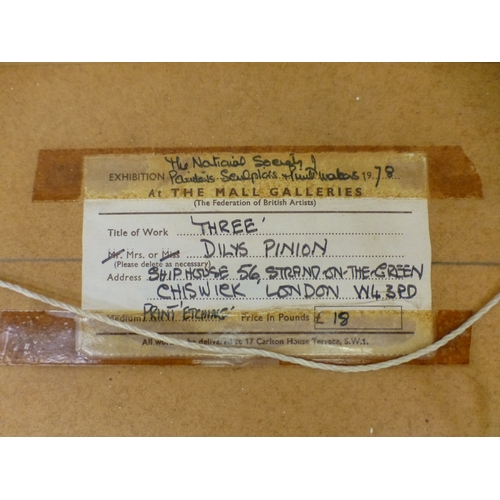 The National Society of
EXHIBITION Painters Sculptors Printmakers 1978
At THE MALL GALLERIES
(The Federation of British Artists)
Title of Work 'THREE'
Mr. Mrs. or Miss DILYS PINION
(Please delete as necessary)
Address SHIP HOUSE 56, STRAND-ON-THE-GREEN
CHISWICK LONDON W4 3PD
Medium PRINT 'ETCHING' Price in Pounds £ 18
All works be delivered to 17 Carlton House Terrace, S.W.1.